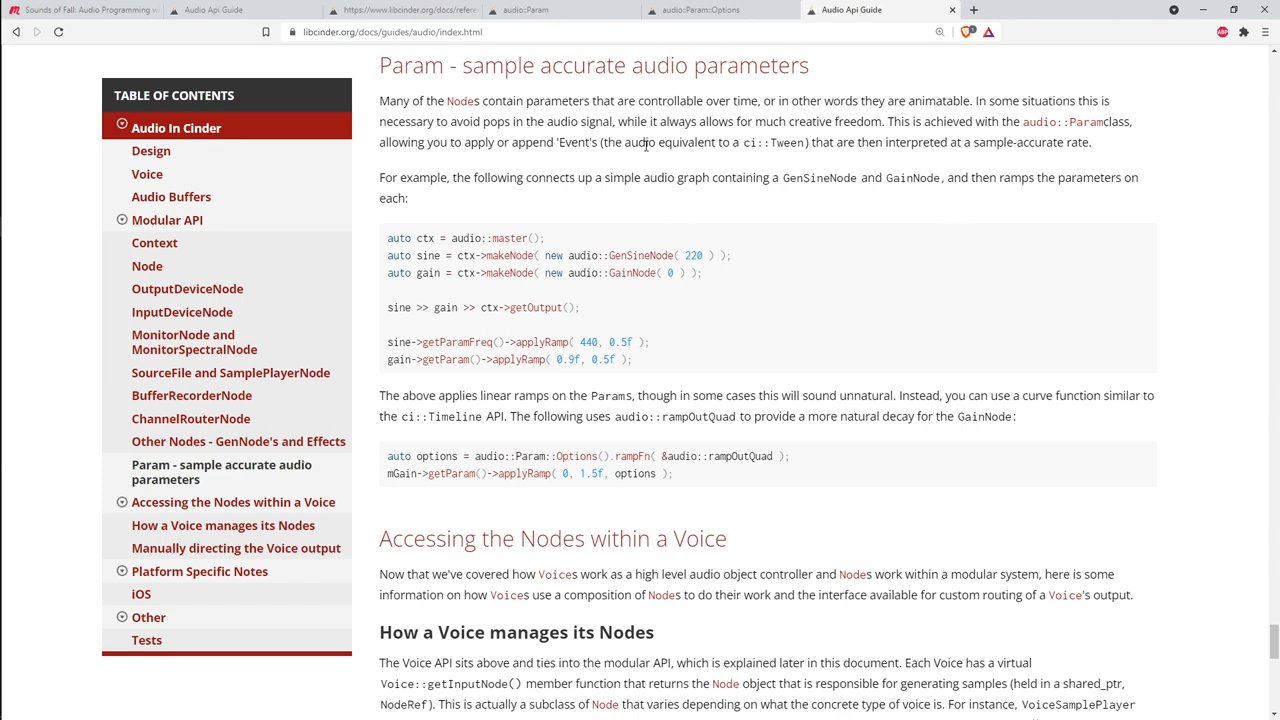 Sounds of Fall: Audio Programming w
Audio Api Guide
https://www.libcinder.org/docs/refere
audio::Param
audio::Param::Options
Audio Api Guide
libcinder.org/docs/guides/audio/index.html
TABLE OF CONTENTS
Audio In Cinder
Design
Voice
Audio Buffers
Modular API
Context
Node
OutputDeviceNode
InputDeviceNode
MonitorNode and
MonitorSpectralNode
SourceFile and SamplePlayerNode
BufferRecorderNode
ChannelRouterNode
Other Nodes - GenNode's and Effects
Param - sample accurate audio
parameters
Accessing the Nodes within a Voice
How a Voice manages its Nodes
Manually directing the Voice output
Platform Specific Notes
iOS
Other
Tests
Param - sample accurate audio parameters
Many of the Nodes contain parameters that are controllable over time, or in other words they are animatable. In some situations this is
necessary to avoid pops in the audio signal, while it always allows for much creative freedom. This is achieved with the audio::Paramclass,
allowing you to apply or append 'Event's (the audio equivalent to a ci::Tween) that are then interpreted at a sample-accurate rate.
For example, the following connects up a simple audio graph containing a GenSineNode and GainNode, and then ramps the parameters on
each:
auto ctx = audio::master();
auto sine = ctx->makeNode( new audio::GenSineNode( 220 ) );
auto gain = ctx->makeNode( new audio::GainNode( 0 ) );
sine >> gain >> ctx->getOutput();
sine->getParamFreq()->applyRamp( 440, 0.5f );
gain->getParam()->applyRamp( 0.9f, 0.5f );
The above applies linear ramps on the Params, though in some cases this will sound unnatural. Instead, you can use a curve function similar to
the ci::Timeline API. The following uses audio::rampOutQuad to provide a more natural decay for the GainNode:
auto options = audio::Param::Options().rampFn( &audio::rampOutQuad );
mGain->getParam()->applyRamp( 0, 1.5f, options );
Accessing the Nodes within a Voice
Now that we've covered how Voices work as a high level audio object controller and Nodes work within a modular system, here is some
information on how Voices use a composition of Nodes to do their work and the interface available for custom routing of a Voice's output.
How a Voice manages its Nodes
The Voice API sits above and ties into the modular API, which is explained later in this document. Each Voice has a virtual
Voice::getInputNode() member function that returns the Node object that is responsible for generating samples (held in a shared_ptr,
NodeRef). This is actually a subclass of Node that varies depending on what the concrete type of voice is. For instance, VoiceSamplePlayer